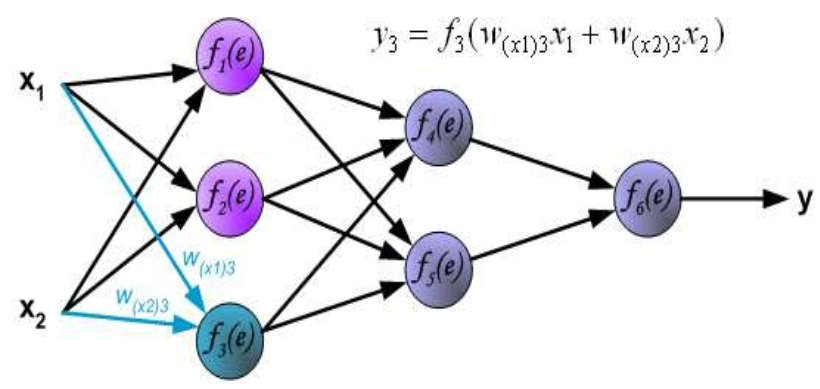 y₃ = f₃(w₍ₓ₁₎₃x₁ + w₍ₓ₂₎₃x₂)
f₁(e)
x₁
f₄(e)
f₂(e)
f₆(e)
y
w₍ₓ₁₎₃
f₅(e)
x₂
w₍ₓ₂₎₃
f₃(e)